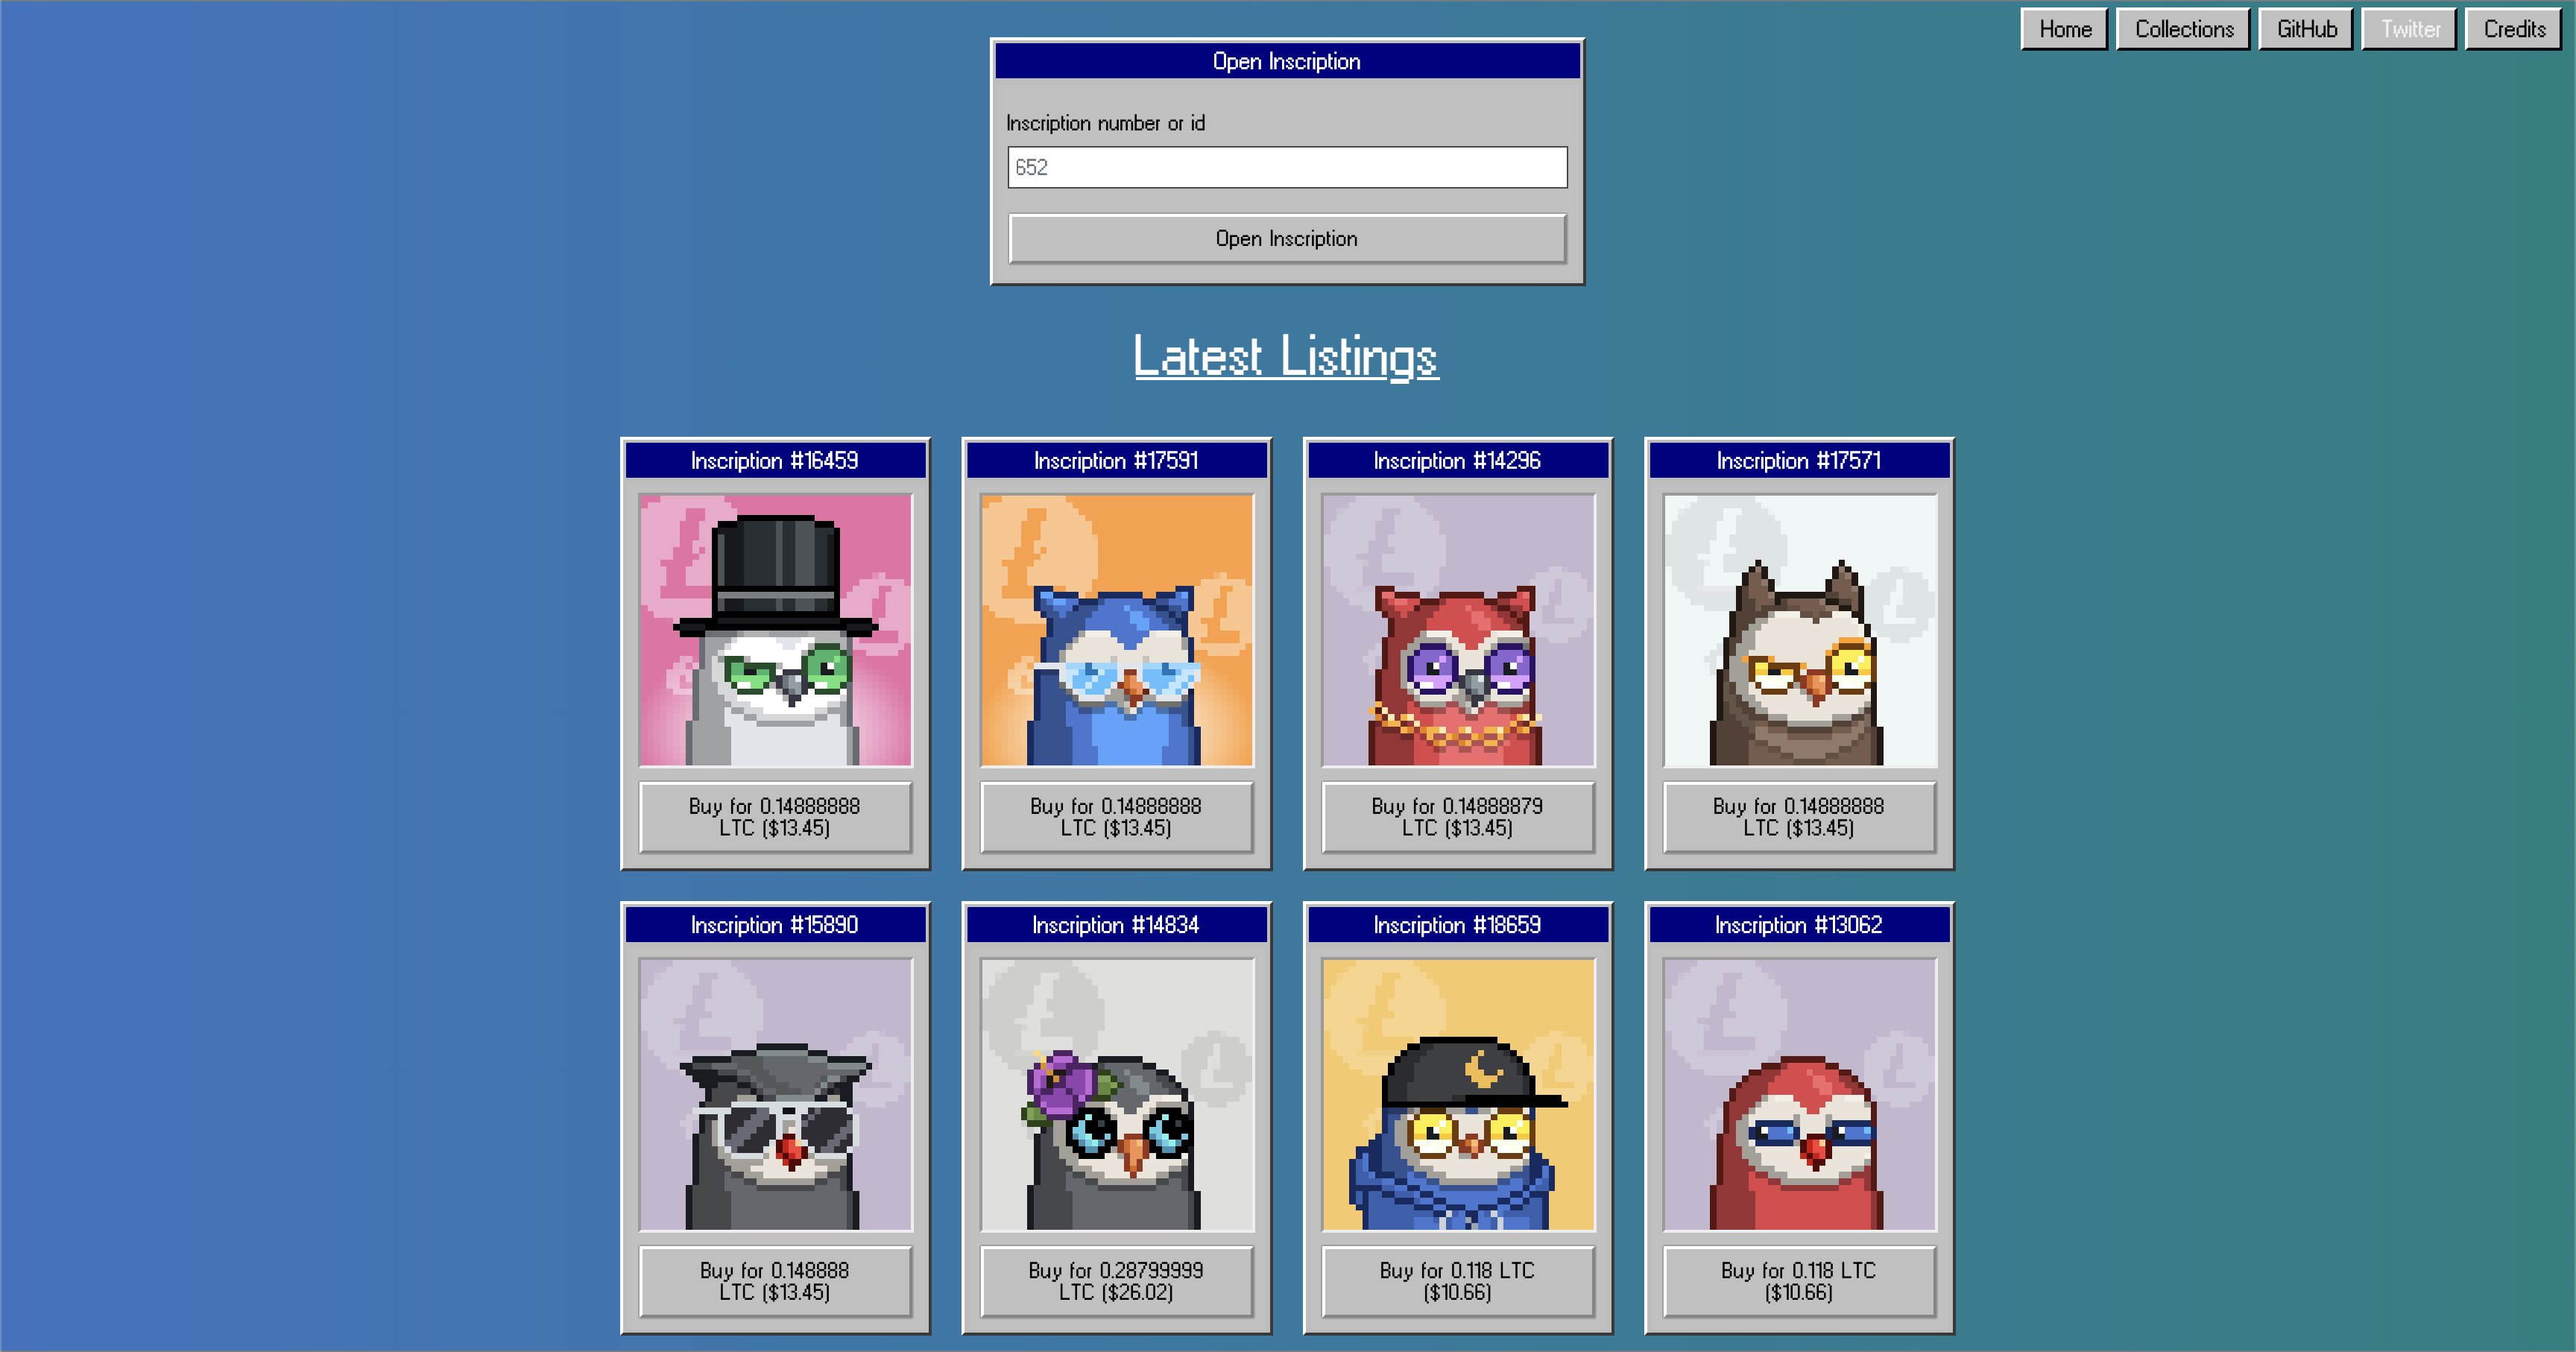 Home
Collections
GitHub
Twitter
Credits
Open Inscription
Inscription number or id
652
Open Inscription
Latest Listings
Inscription #16459
Inscription #17591
Inscription #14296
Inscription #17571
Buy for 0.14888888
LTC ($13.45)
Buy for 0.14888888
LTC ($13.45)
Buy for 0.14888879
LTC ($13.45)
Buy for 0.14888888
LTC ($13.45)
Inscription #15890
Inscription #14834
Inscription #18659
Inscription #13062
Buy for 0.148888
LTC ($13.45)
Buy for 0.28799999
LTC ($26.02)
Buy for 0.118 LTC
($10.66)
Buy for 0.118 LTC
($10.66)